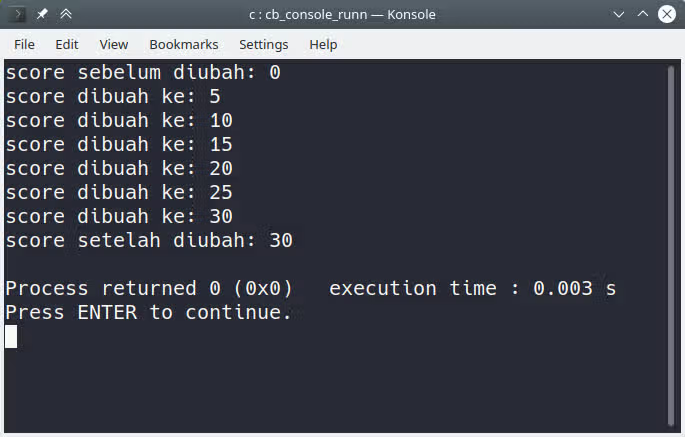 c : cb_console_runn — Konsole
File Edit View Bookmarks Settings Help
score sebelum diubah: 0
score dibuah ke: 5
score dibuah ke: 10
score dibuah ke: 15
score dibuah ke: 20
score dibuah ke: 25
score dibuah ke: 30
score setelah diubah: 30
Process returned 0 (0x0)   execution time : 0.003 s
Press ENTER to continue.